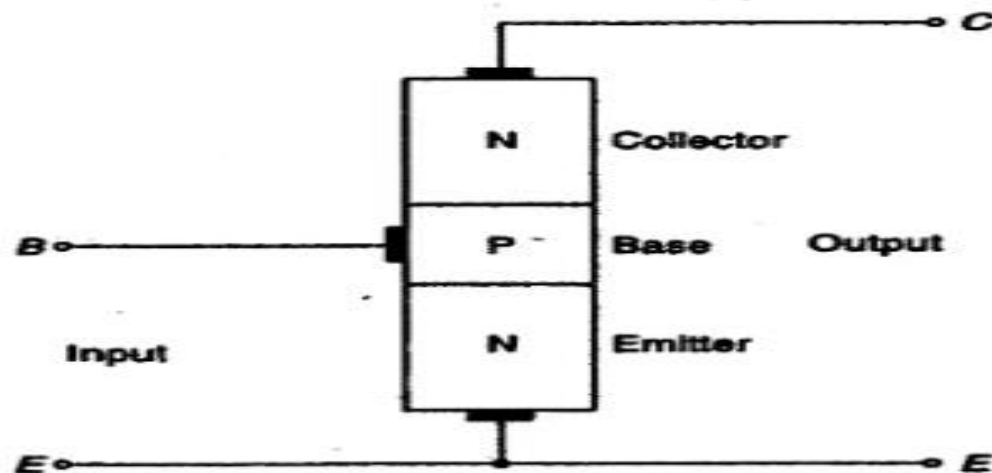 C
N Collector
B P Base Output
Input N Emitter
E E